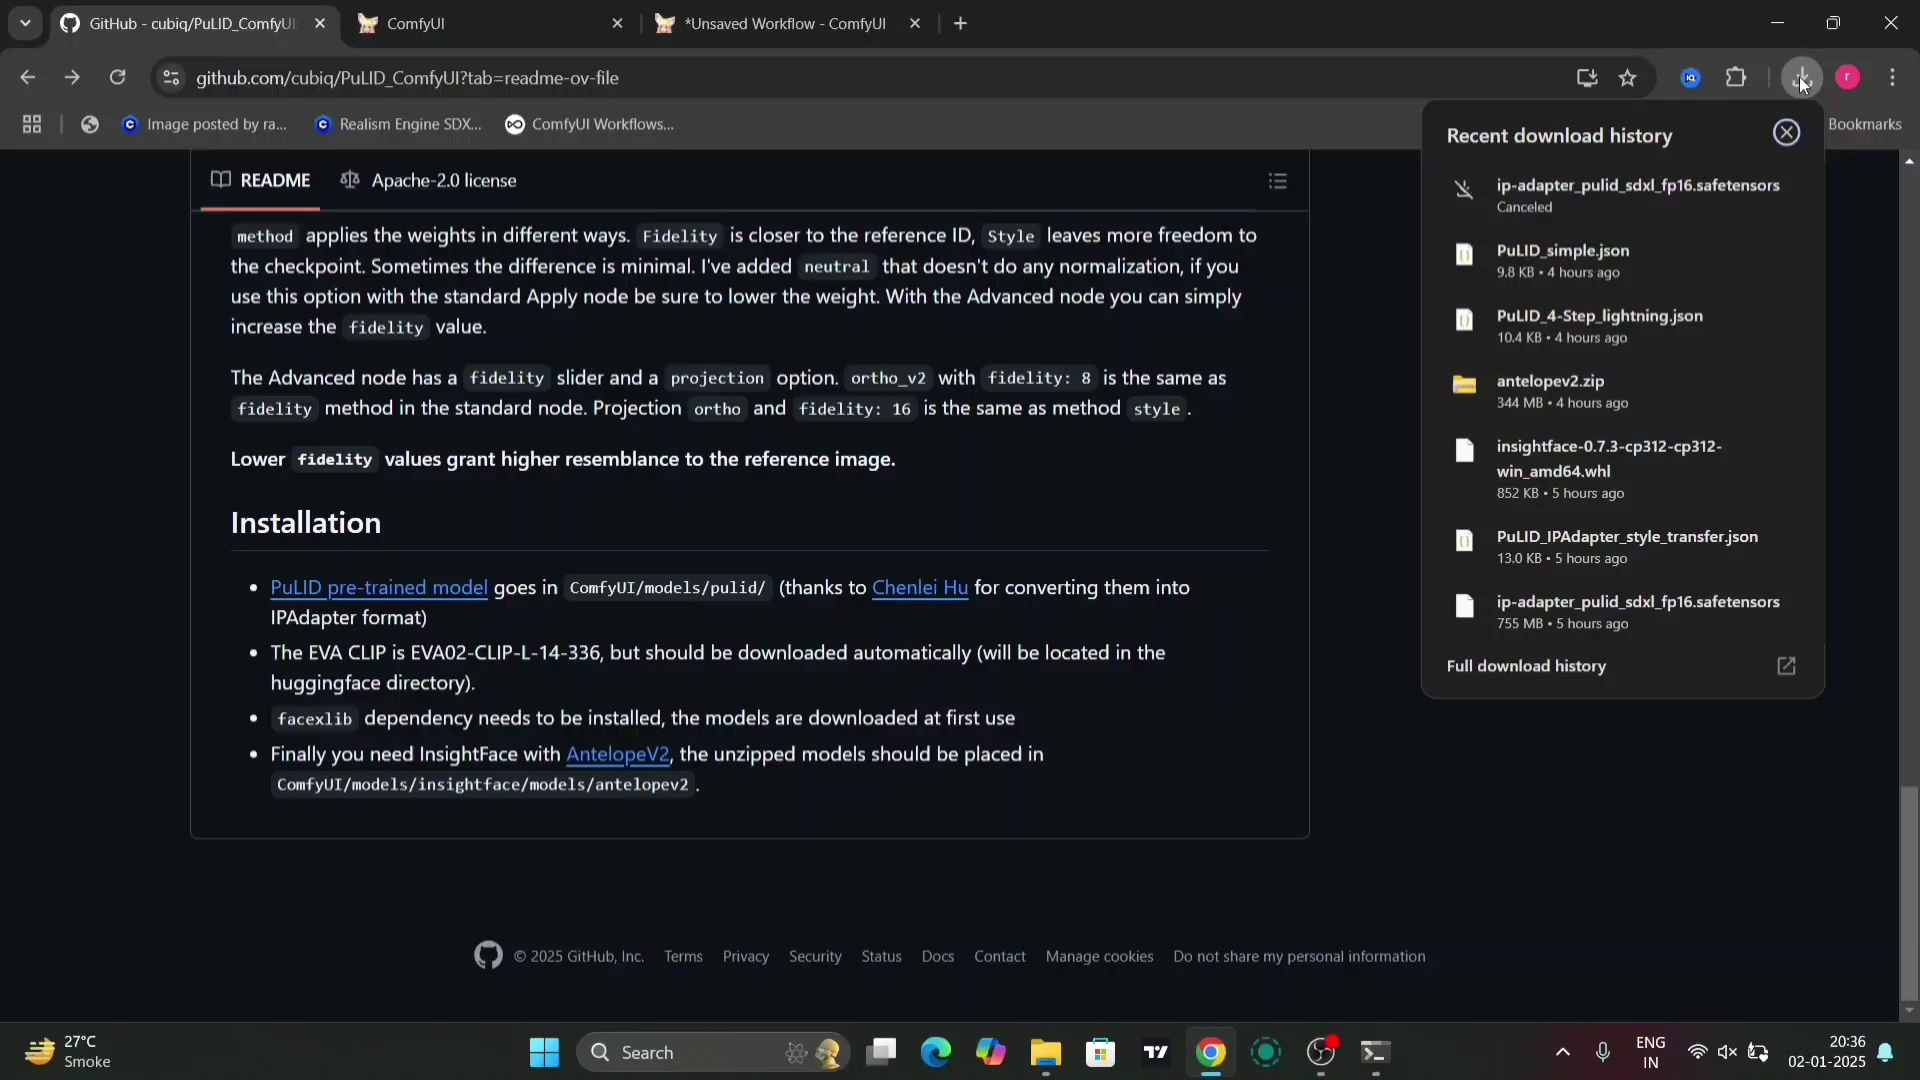 GitHub - cubiq/PuLID_ComfyUI
ComfyUI
*Unsaved Workflow - ComfyUI
github.com/cubiq/PuLID_ComfyUI?tab=readme-ov-file
Image posted by ra...
Realism Engine SDX...
ComfyUI Workflows...
Bookmarks
README
Apache-2.0 license
method applies the weights in different ways. Fidelity is closer to the reference ID, Style leaves more freedom to
the checkpoint. Sometimes the difference is minimal. I've added neutral that doesn't do any normalization, if you
use this option with the standard Apply node be sure to lower the weight. With the Advanced node you can simply
increase the fidelity value.
The Advanced node has a fidelity slider and a projection option. ortho_v2 with fidelity: 8 is the same as
fidelity method in the standard node. Projection ortho and fidelity: 16 is the same as method style.
Lower fidelity values grant higher resemblance to the reference image.
Installation
• PuLID pre-trained model goes in ComfyUI/models/pulid/ (thanks to Chenlei Hu for converting them into
IPAdapter format)
• The EVA CLIP is EVA02-CLIP-L-14-336, but should be downloaded automatically (will be located in the
huggingface directory).
• facexlib dependency needs to be installed, the models are downloaded at first use
• Finally you need InsightFace with AntelopeV2, the unzipped models should be placed in
ComfyUI/models/insightface/models/antelopev2.
Recent download history
ip-adapter_pulid_sdxl_fp16.safetensors
Canceled
PuLID_simple.json
9.8 KB • 4 hours ago
PuLID_4-Step_lightning.json
10.4 KB • 4 hours ago
antelopev2.zip
344 MB • 4 hours ago
insightface-0.7.3-cp312-cp312-
win_amd64.whl
852 KB • 5 hours ago
PuLID_IPAdapter_style_transfer.json
13.0 KB • 5 hours ago
ip-adapter_pulid_sdxl_fp16.safetensors
755 MB • 5 hours ago
Full download history
© 2025 GitHub, Inc. Terms Privacy Security Status Docs Contact Manage cookies Do not share my personal information
27°C
Smoke
Search
ENG
IN
20:36
02-01-2025